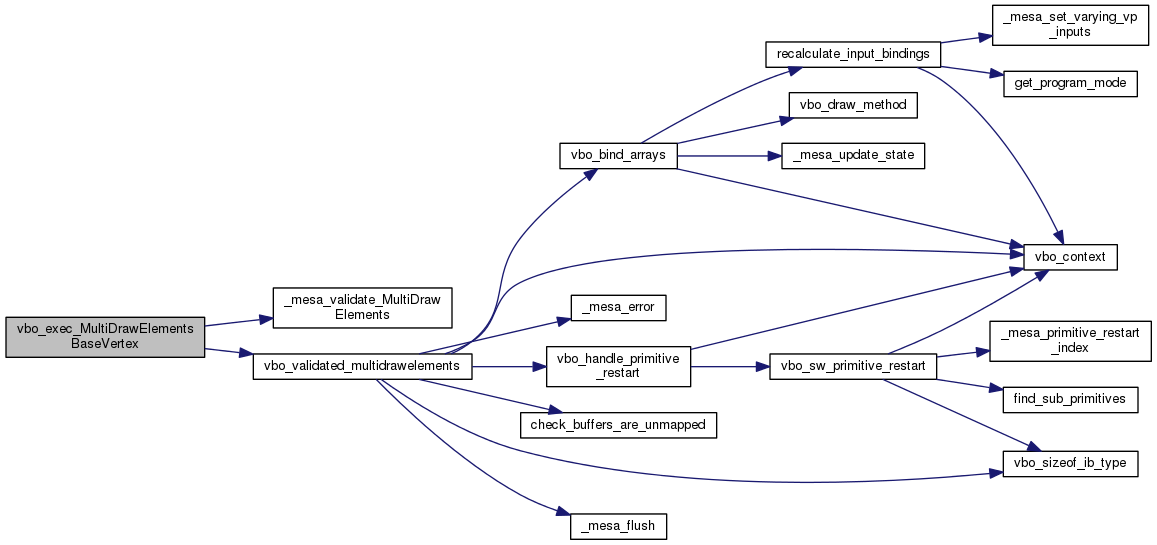 _mesa_set_varying_vp
_inputs
recalculate_input_bindings
get_program_mode
vbo_draw_method
vbo_bind_arrays
_mesa_update_state
vbo_context
_mesa_validate_MultiDraw
Elements
_mesa_error
vbo_exec_MultiDrawElements
BaseVertex
_mesa_primitive_restart
_index
vbo_validated_multidrawelements
vbo_handle_primitive
_restart
vbo_sw_primitive_restart
find_sub_primitives
check_buffers_are_unmapped
vbo_sizeof_ib_type
_mesa_flush